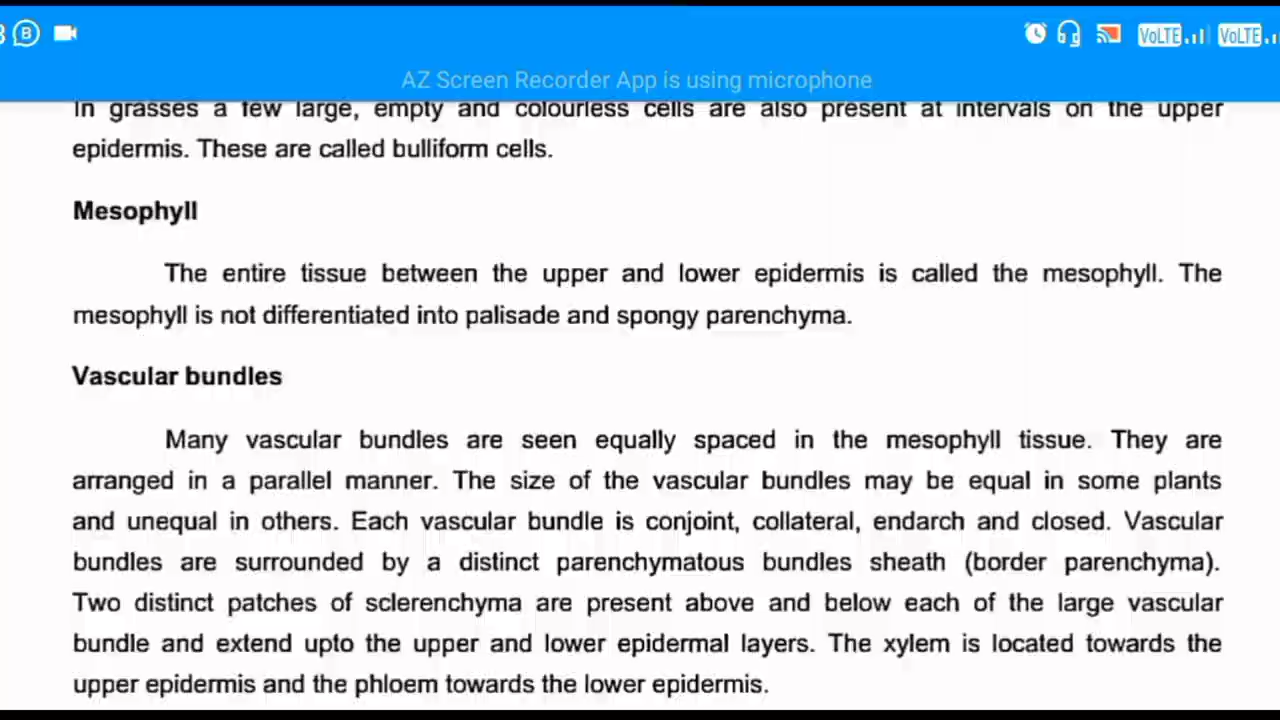 3 B VoLTE VoLTE
AZ Screen Recorder App is using microphone
In grasses a few large, empty and colourless cells are also present at intervals on the upper
epidermis. These are called bulliform cells.
Mesophyll
The entire tissue between the upper and lower epidermis is called the mesophyll. The
mesophyll is not differentiated into palisade and spongy parenchyma.
Vascular bundles
Many vascular bundles are seen equally spaced in the mesophyll tissue. They are
arranged in a parallel manner. The size of the vascular bundles may be equal in some plants
and unequal in others. Each vascular bundle is conjoint, collateral, endarch and closed. Vascular
bundles are surrounded by a distinct parenchymatous bundles sheath (border parenchyma).
Two distinct patches of sclerenchyma are present above and below each of the large vascular
bundle and extend upto the upper and lower epidermal layers. The xylem is located towards the
upper epidermis and the phloem towards the lower epidermis.